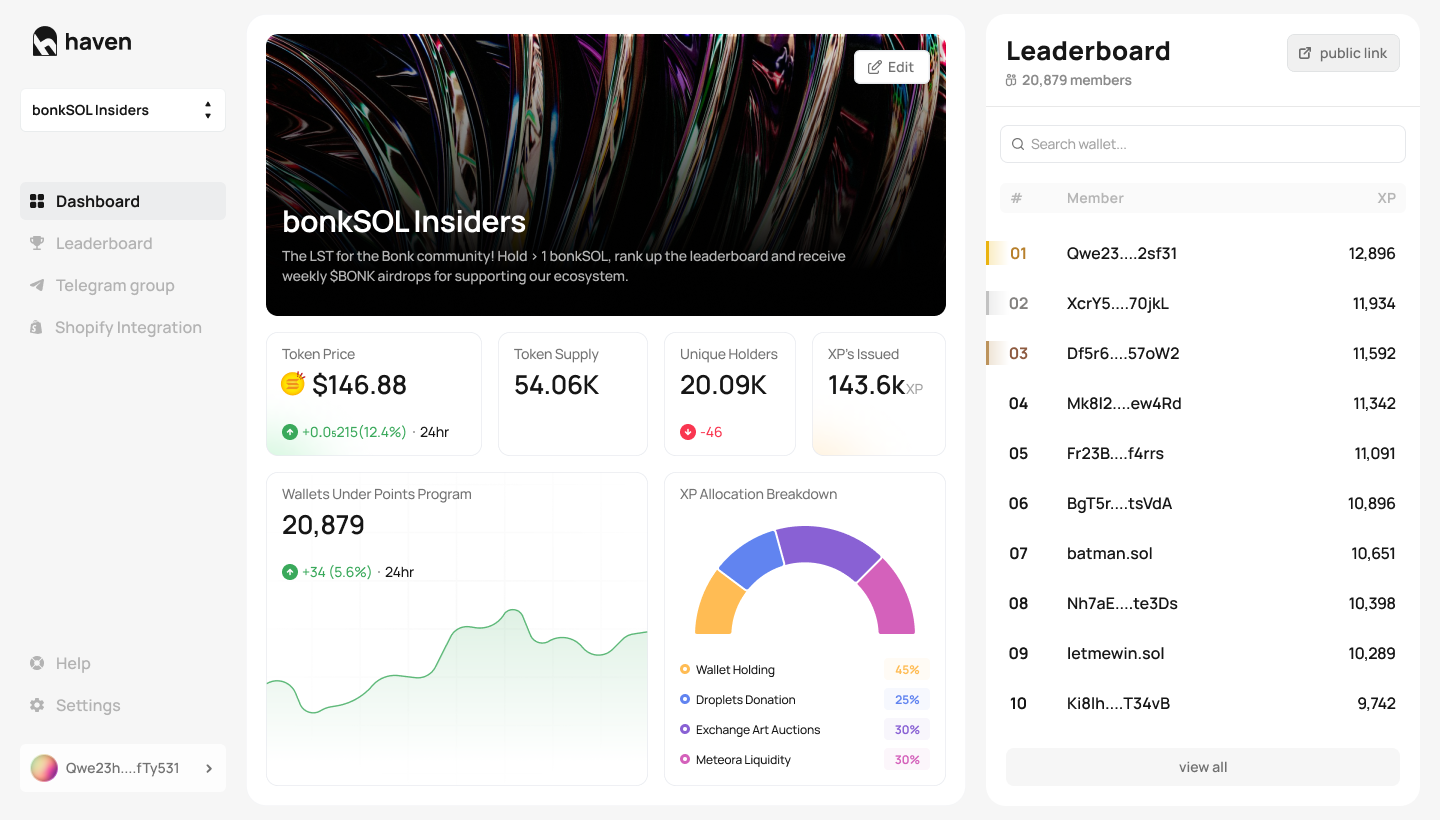 haven
bonkSOL Insiders
Dashboard
Leaderboard
Telegram group
Shopify Integration
Help
Settings
Qwe23h....fTy531
Edit
bonkSOL Insiders
The LST for the Bonk community! Hold > 1 bonkSOL, rank up the leaderboard and receive
weekly $BONK airdrops for supporting our ecosystem.
Token Price
$146.88
+0.0₅215(12.4%) · 24hr
Token Supply
54.06K
Unique Holders
20.09K
-46
XP's Issued
143.6kXP
Wallets Under Points Program
20,879
+34 (5.6%) · 24hr
XP Allocation Breakdown
Wallet Holding 45%
Droplets Donation 25%
Exchange Art Auctions 30%
Meteora Liquidity 30%
Leaderboard
public link
20,879 members
Search wallet...
# Member XP
01 Qwe23....2sf31 12,896
02 XcrY5....70jkL 11,934
03 Df5r6....57oW2 11,592
04 Mk8l2....ew4Rd 11,342
05 Fr23B....f4rrs 11,091
06 BgT5r....tsVdA 10,896
07 batman.sol 10,651
08 Nh7aE....te3Ds 10,398
09 letmewin.sol 10,289
10 Ki8lh....T34vB 9,742
view all